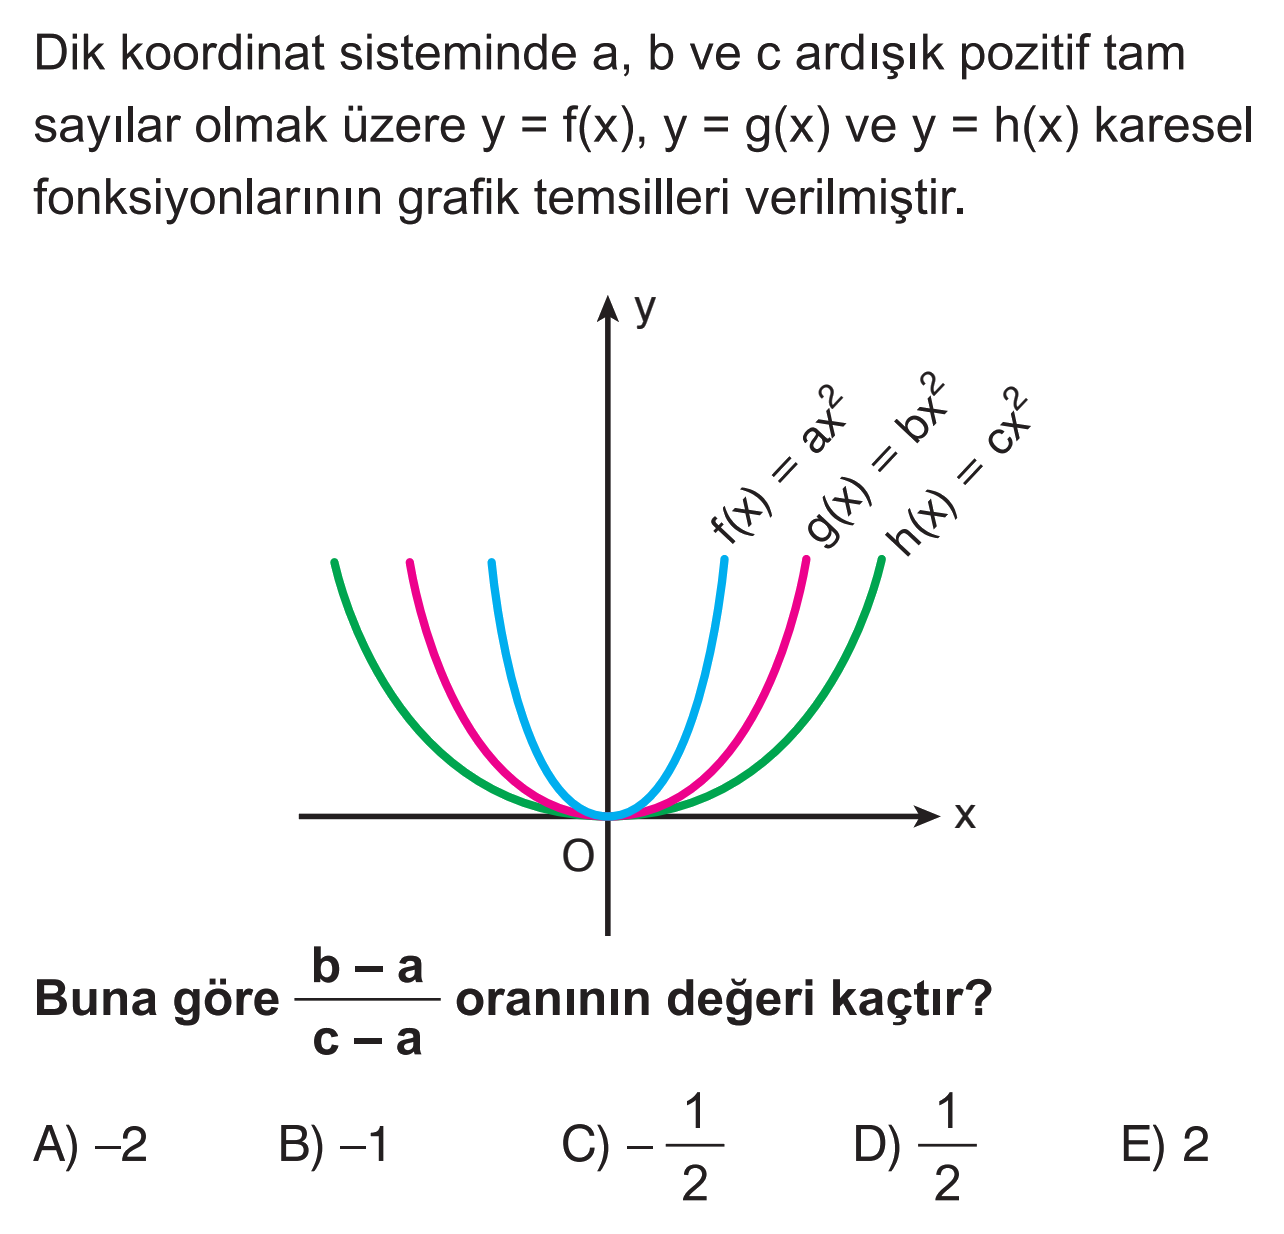 Dik koordinat sisteminde a, b ve c ardışık pozitif tam
sayılar olmak üzere y = f(x), y = g(x) ve y = h(x) karesel
fonksiyonlarının grafik temsilleri verilmiştir.
y
f(x) = ax²
g(x) = bx²
h(x) = cx²
x
O
Buna göre (b – a)/(c – a) oranının değeri kaçtır?
A) –2 B) –1 C) –1/2 D) 1/2 E) 2